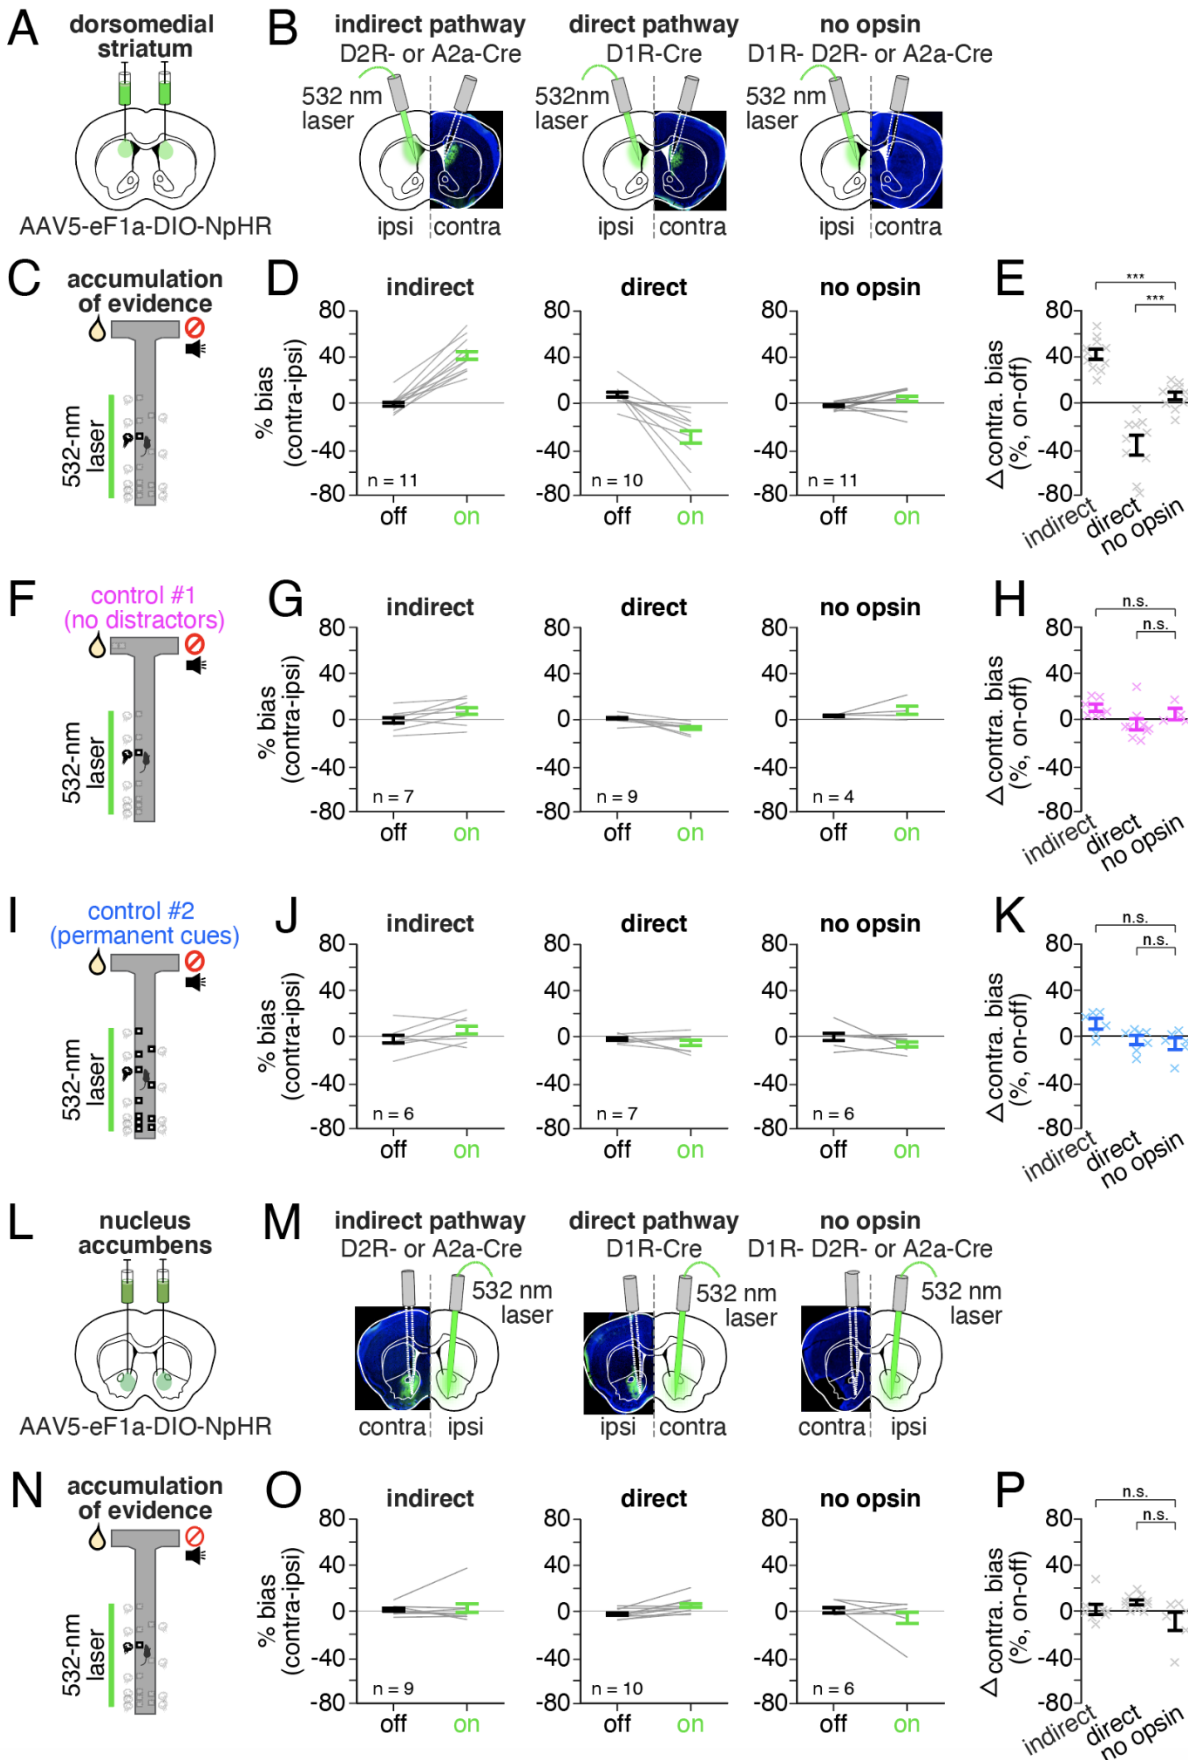 A
dorsomedial
striatum
AAV5-eF1a-DIO-NpHR
B
indirect pathway
D2R- or A2a-Cre
532 nm
laser
ipsi
contra
direct pathway
D1R-Cre
532nm
laser
ipsi
contra
no opsin
D1R- D2R- or A2a-Cre
532 nm
laser
ipsi
contra
C
accumulation
of evidence
532-nm
laser
D
% bias
(contra-ipsi)
indirect
80
40
0
-40
-80
n = 11
off
on
direct
80
40
0
-40
-80
n = 10
off
on
no opsin
80
40
0
-40
-80
n = 11
off
on
E
Δcontra. bias
(%, on-off)
80
40
0
-40
-80
***
***
indirect
direct
no opsin
F
control #1
(no distractors)
532-nm
laser
G
% bias
(contra-ipsi)
indirect
80
40
0
-40
-80
n = 7
off
on
direct
80
40
0
-40
-80
n = 9
off
on
no opsin
80
40
0
-40
-80
n = 4
off
on
H
Δcontra. bias
(%, on-off)
80
40
0
-40
-80
n.s.
n.s.
indirect
direct
no opsin
I
control #2
(permanent cues)
532-nm
laser
J
% bias
(contra-ipsi)
indirect
80
40
0
-40
-80
n = 6
off
on
direct
80
40
0
-40
-80
n = 7
off
on
no opsin
80
40
0
-40
-80
n = 6
off
on
K
Δcontra. bias
(%, on-off)
80
40
0
-40
-80
n.s.
n.s.
indirect
direct
no opsin
L
nucleus
accumbens
AAV5-eF1a-DIO-NpHR
M
indirect pathway
D2R- or A2a-Cre
532 nm
laser
contra
ipsi
direct pathway
D1R-Cre
532 nm
laser
ipsi
contra
no opsin
D1R- D2R- or A2a-Cre
532 nm
laser
contra
ipsi
N
accumulation
of evidence
532-nm
laser
O
% bias
(contra-ipsi)
indirect
80
40
0
-40
-80
n = 9
off
on
direct
80
40
0
-40
-80
n = 10
off
on
no opsin
80
40
0
-40
-80
n = 6
off
on
P
Δcontra. bias
(%, on-off)
80
40
0
-40
-80
n.s.
n.s.
indirect
direct
no opsin